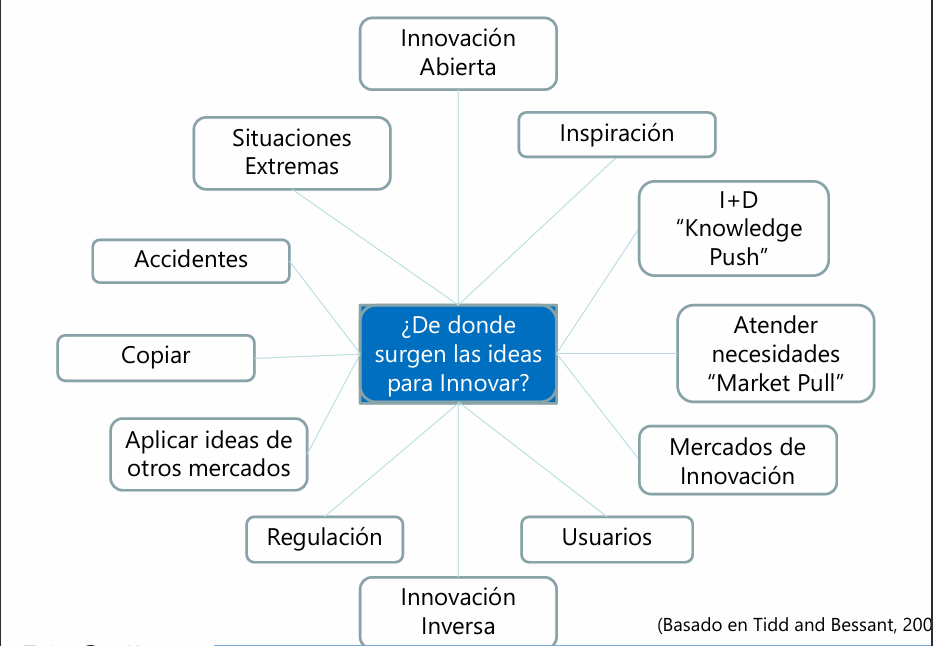 Innovación
Abierta
Situaciones
Extremas
Inspiración
I+D
“Knowledge
Push”
Accidentes
¿De donde
surgen las ideas
para Innovar?
Atender
necesidades
“Market Pull”
Copiar
Aplicar ideas de
otros mercados
Mercados de
Innovación
Regulación
Usuarios
Innovación
Inversa
(Basado en Tidd and Bessant, 200